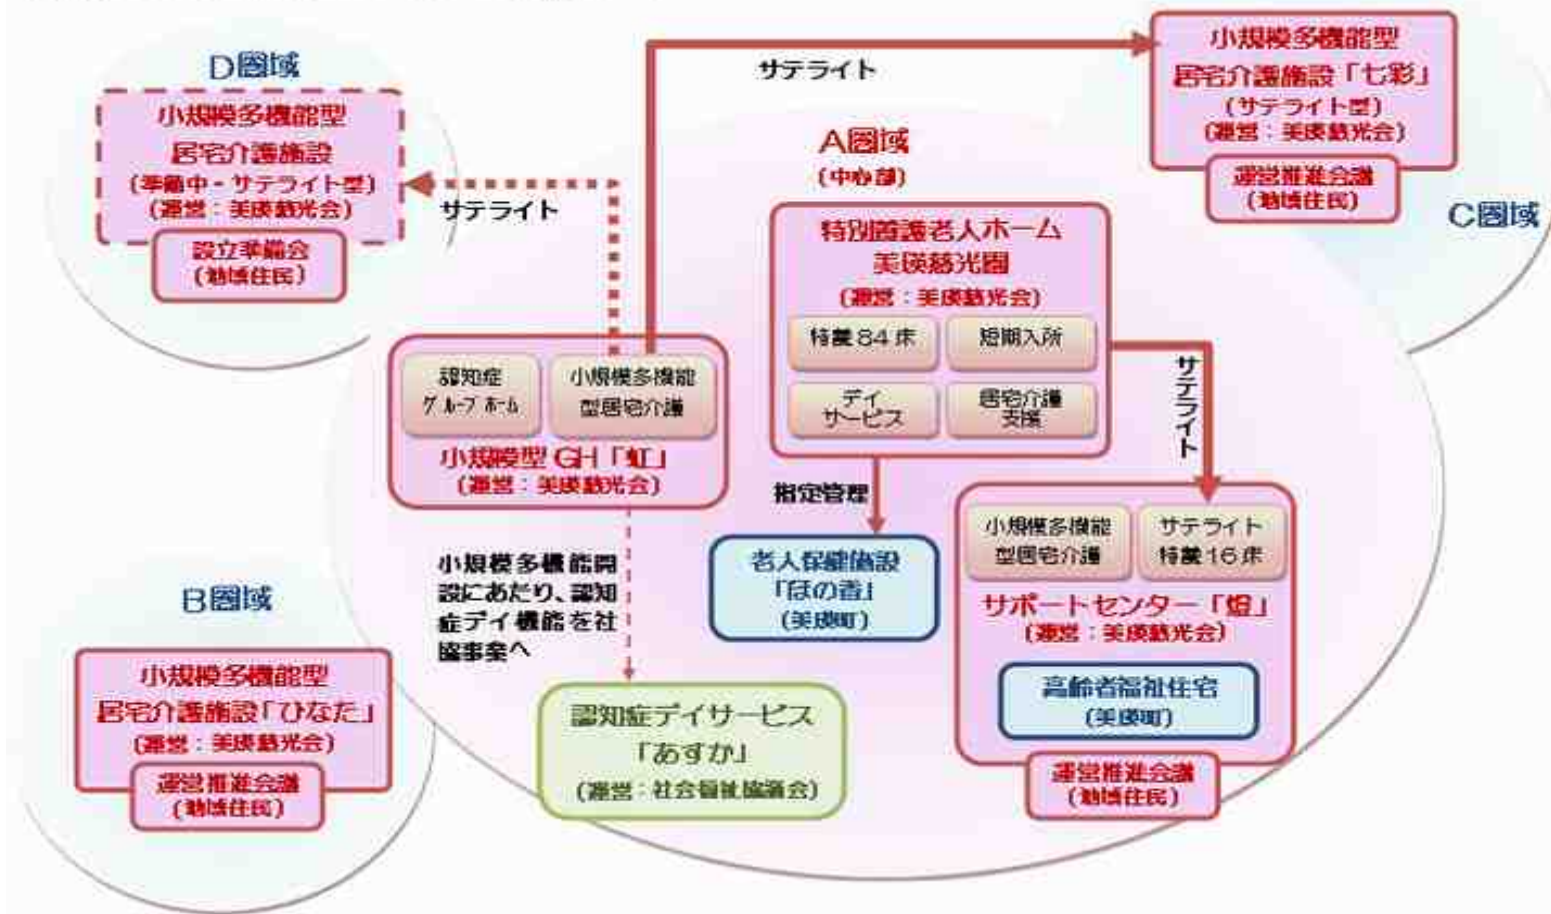 D圏域
小規模多機能型
居宅介護施設
(準備中・サテライト型)
(運営：美瑛慈光会)
設立準備会
(地域住民)
サテライト
サテライト
小規模多機能型
居宅介護施設「七彩」
(サテライト型)
(運営：美瑛慈光会)
運営推進会議
(地域住民)
C圏域
A圏域
(中心部)
特別養護老人ホーム
美瑛慈光園
(運営：美瑛慈光会)
特養84床
短期入所
デイ
サービス
居宅介護
支援
サテライト
指定管理
認知症
グループホーム
小規模多機能
型居宅介護
小規模型GH「虹」
(運営：美瑛慈光会)
小規模多機能開
設にあたり、認知
症デイ機能を社
協事業へ
老人保健施設
「ほの香」
(美瑛町)
小規模多機能
型居宅介護
サテライト
特養16床
サポートセンター「燈」
(運営：美瑛慈光会)
高齢者福祉住宅
(美瑛町)
運営推進会議
(地域住民)
認知症デイサービス
「あすか」
(運営：社会福祉協議会)
B圏域
小規模多機能型
居宅介護施設「ひなた」
(運営：美瑛慈光会)
運営推進会議
(地域住民)